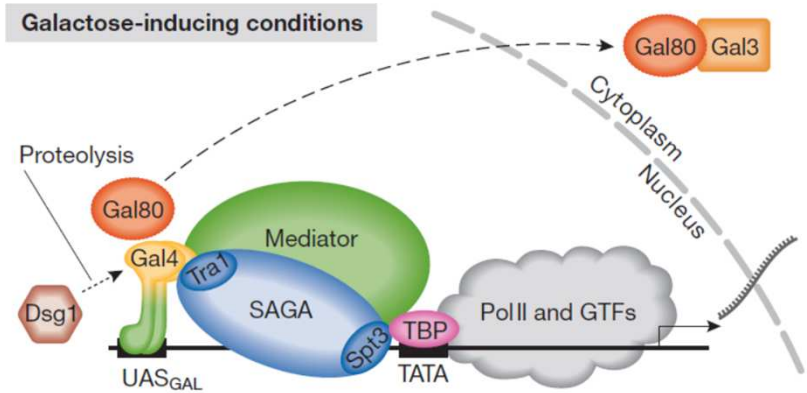 Galactose-inducing conditions
Gal80 Gal3
Cytoplasm
Nucleus
Proteolysis
Gal80
Mediator
Gal4
Tra1
Dsg1
SAGA
Spt3
TBP
PolII and GTFs
UASGAL
TATA